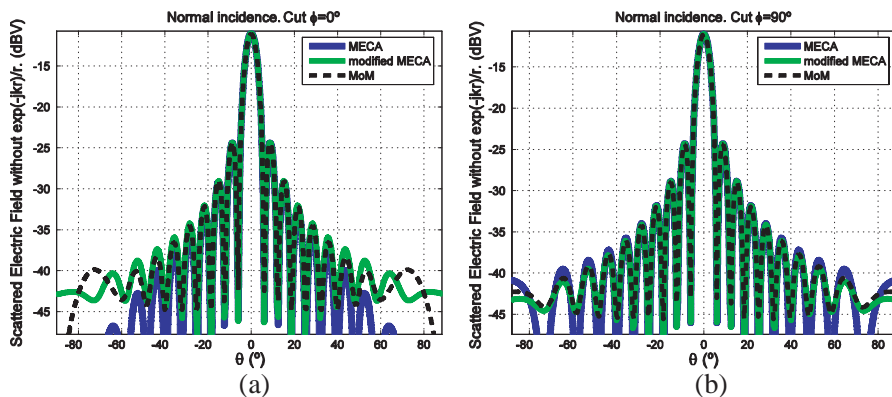 Normal incidence. Cut ϕ=0º
Scattered Electric Field without exp(-jkr)/r. (dBV)
-15
-20
-25
-30
-35
-40
-45
MECA
modified MECA
MoM
-80 -60 -40 -20 0 20 40 60 80
θ (º)
(a)
Normal incidence. Cut ϕ=90º
Scattered Electric Field without exp(-jkr)/r. (dBV)
-15
-20
-25
-30
-35
-40
-45
MECA
modified MECA
MoM
-80 -60 -40 -20 0 20 40 60 80
θ (º)
(b)